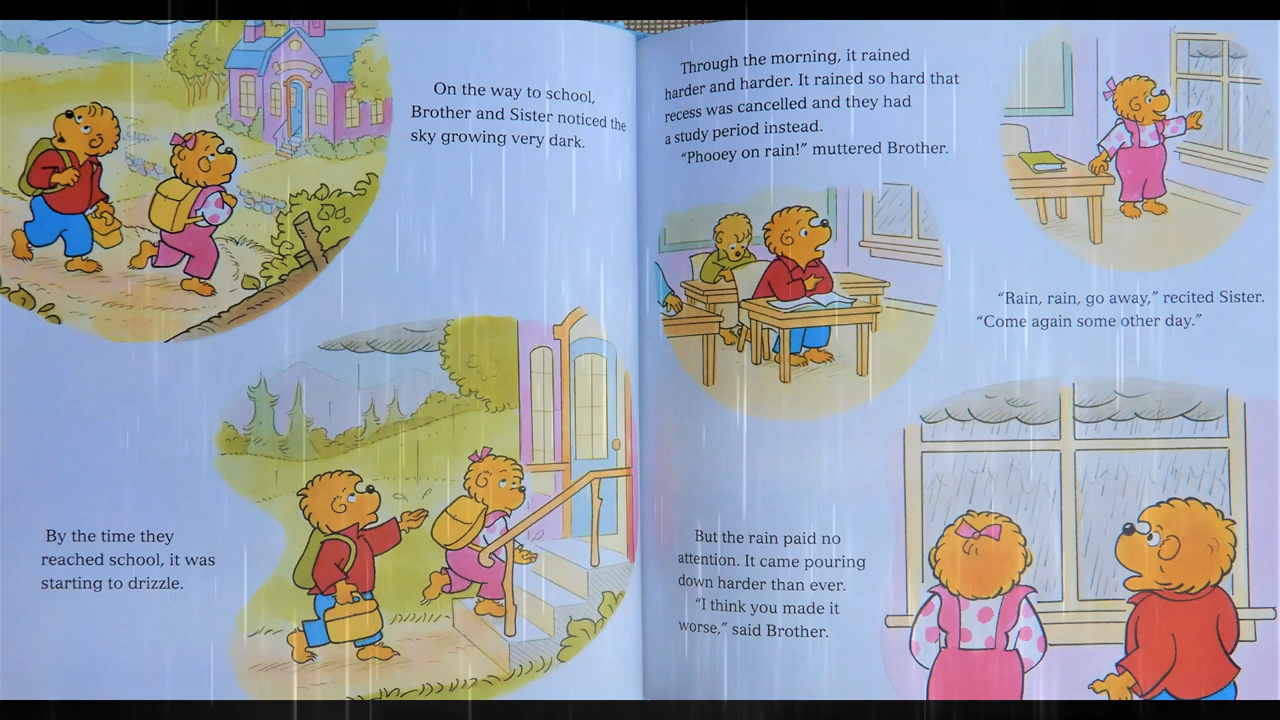 On the way to school,
Brother and Sister noticed the
sky growing very dark.
By the time they
reached school, it was
starting to drizzle.
Through the morning, it rained
harder and harder. It rained so hard that
recess was cancelled and they had
a study period instead.
“Phooey on rain!” muttered Brother.
“Rain, rain, go away,” recited Sister.
“Come again some other day.”
But the rain paid no
attention. It came pouring
down harder than ever.
“I think you made it
worse,” said Brother.